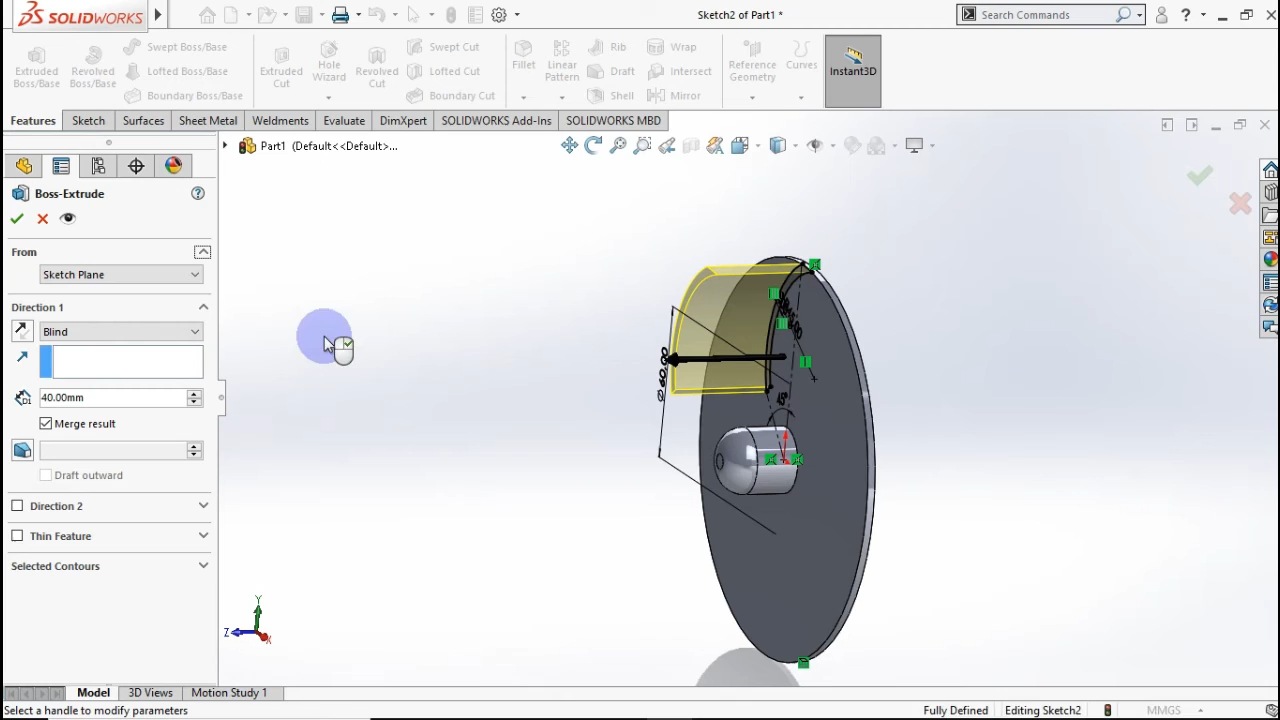 SOLIDWORKS
Sketch2 of Part1 *
Search Commands
Extruded Boss/Base
Revolved Boss/Base
Swept Boss/Base
Lofted Boss/Base
Boundary Boss/Base
Extruded Cut
Hole Wizard
Revolved Cut
Swept Cut
Lofted Cut
Boundary Cut
Fillet
Linear Pattern
Rib
Draft
Shell
Wrap
Intersect
Mirror
Reference Geometry
Curves
Instant3D
Features
Sketch
Surfaces
Sheet Metal
Weldments
Evaluate
DimXpert
SOLIDWORKS Add-Ins
SOLIDWORKS MBD
Part1 (Default<<Default>...
Boss-Extrude
From
Sketch Plane
Direction 1
Blind
D1
40.00mm
Merge result
Draft outward
Direction 2
Thin Feature
Selected Contours
∅ 60.00
45°
Y
Z
X
Model
3D Views
Motion Study 1
Select a handle to modify parameters
Fully Defined
Editing Sketch2
MMGS